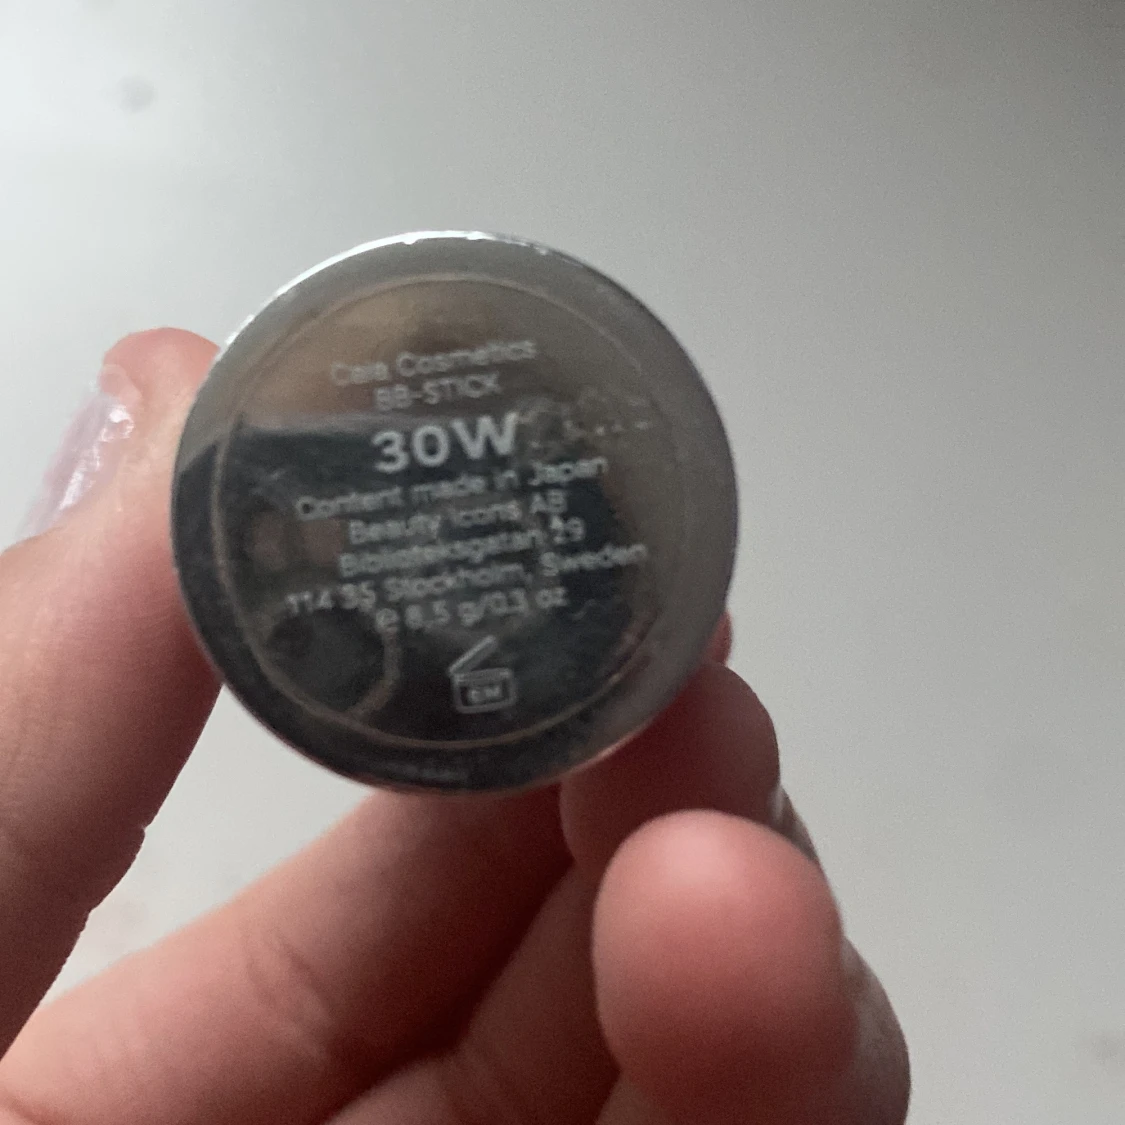 Caia Cosmetics
BB-STICK
30W
Content made in Japan
Beauty Icons AB
Biblioteksgatan 29
114 35 Stockholm, Sweden
e 8.5 g/0.3 oz